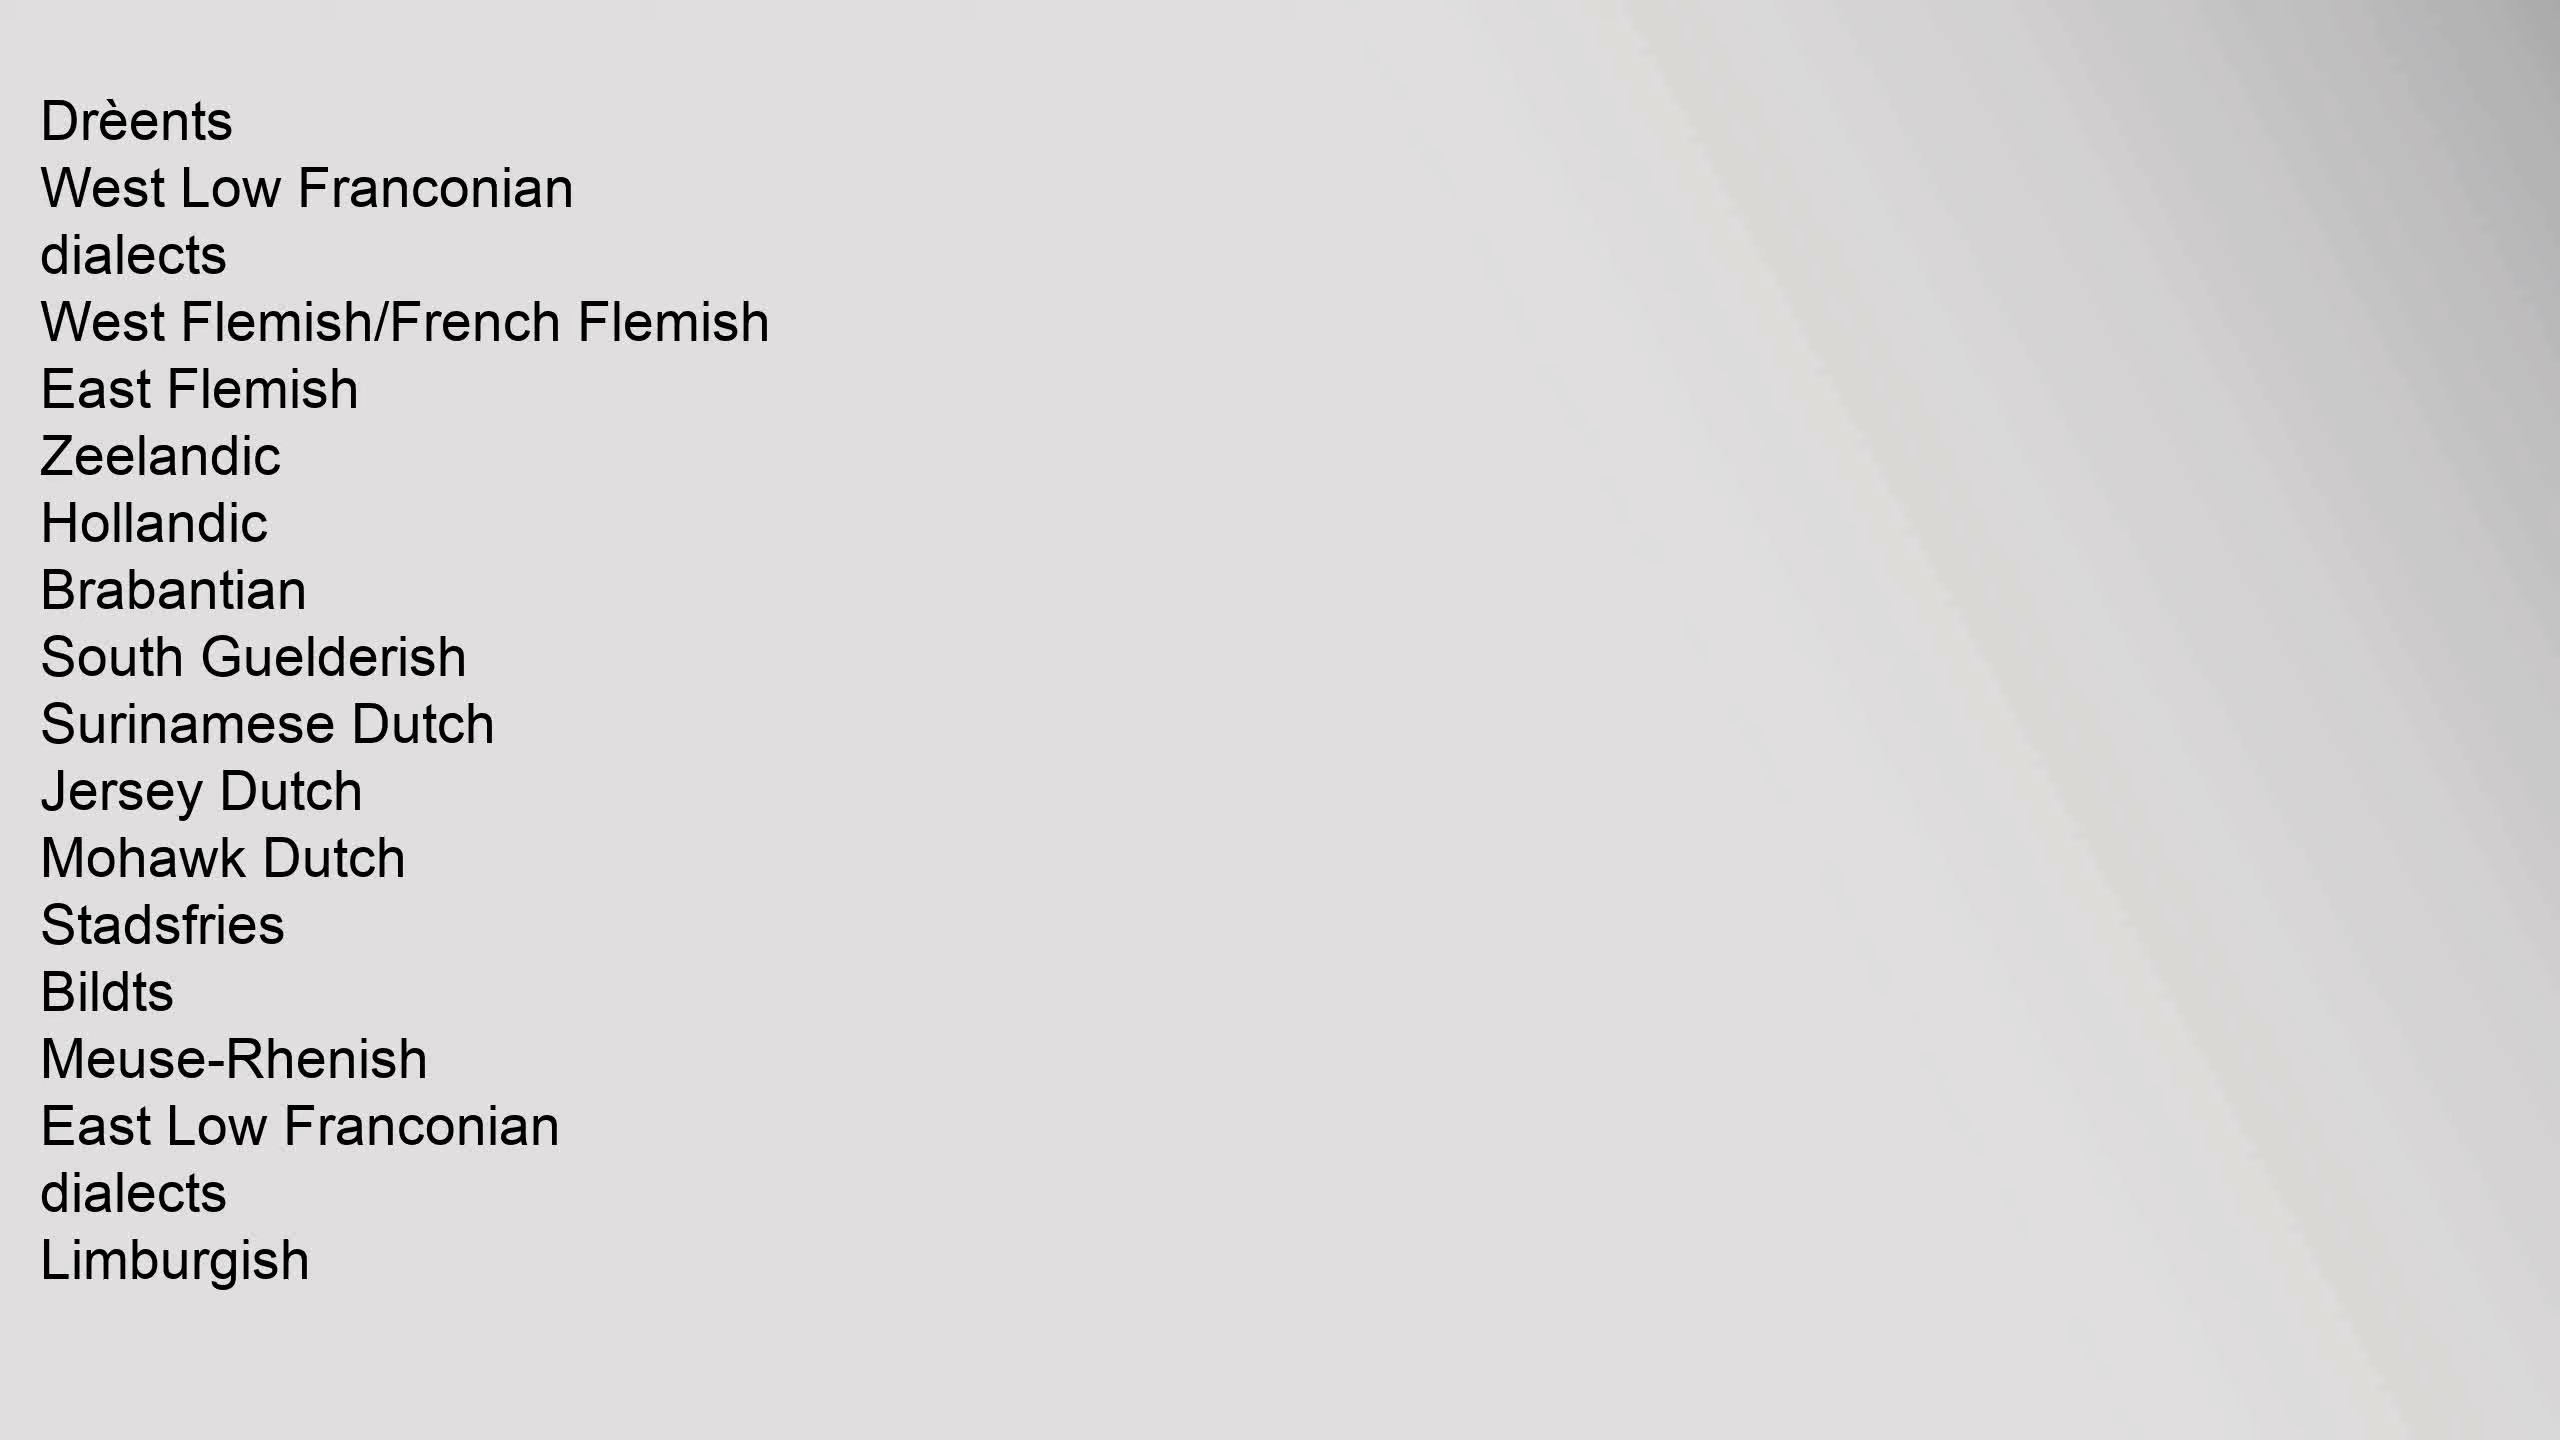 Drèents
West Low Franconian
dialects
West Flemish/French Flemish
East Flemish
Zeelandic
Hollandic
Brabantian
South Guelderish
Surinamese Dutch
Jersey Dutch
Mohawk Dutch
Stadsfries
Bildts
Meuse-Rhenish
East Low Franconian
dialects
Limburgish